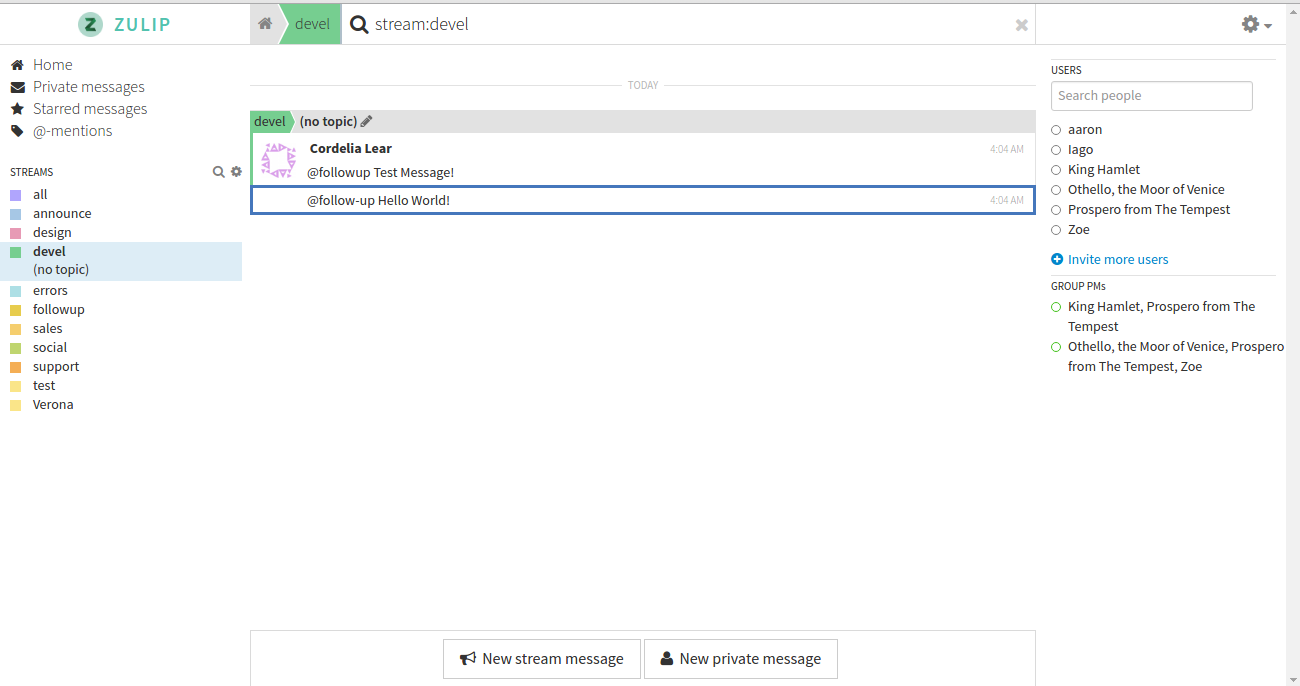 ZULIP
devel
stream:devel
Home
Private messages
Starred messages
@-mentions
STREAMS
all
announce
design
devel
(no topic)
errors
followup
sales
social
support
test
Verona
TODAY
devel (no topic)
Cordelia Lear 4:04 AM
@followup Test Message!
@follow-up Hello World! 4:04 AM
New stream message
New private message
USERS
Search people
aaron
Iago
King Hamlet
Othello, the Moor of Venice
Prospero from The Tempest
Zoe
Invite more users
GROUP PMs
King Hamlet, Prospero from The
Tempest
Othello, the Moor of Venice, Prospero
from The Tempest, Zoe